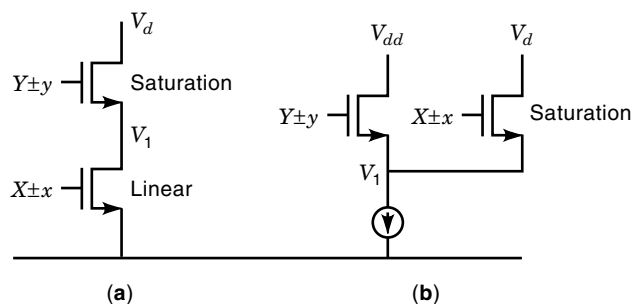 V_d
Y±y
Saturation
V_1
X±x
Linear
(a)
V_dd
V_d
Y±y
X±x
Saturation
V_1
(b)